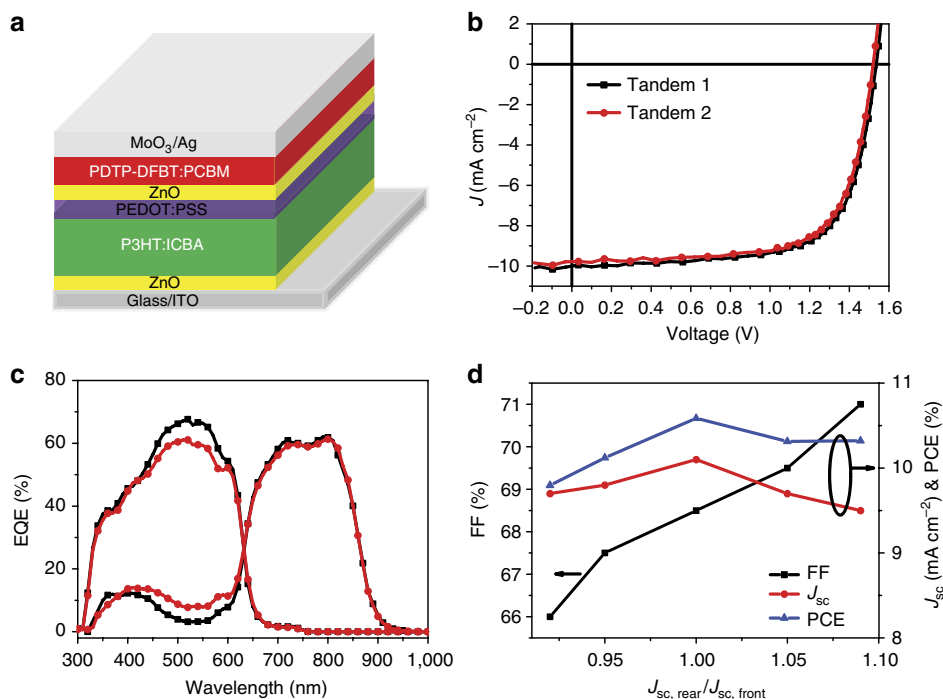 a
MoO3/Ag
PDTP-DFBT:PCBM
ZnO
PEDOT:PSS
P3HT:ICBA
ZnO
Glass/ITO
b
2
0
–2
–4
–6
–8
–10
J (mA cm–2)
Tandem 1
Tandem 2
–0.2 0.0 0.2 0.4 0.6 0.8 1.0 1.2 1.4 1.6
Voltage (V)
c
80
60
40
20
0
EQE (%)
300 400 500 600 700 800 900 1,000
Wavelength (nm)
d
71
70
69
68
67
66
FF (%)
11
10
9
8
Jsc (mA cm–2) & PCE (%)
FF
Jsc
PCE
0.95 1.00 1.05 1.10
Jsc, rear/Jsc, front